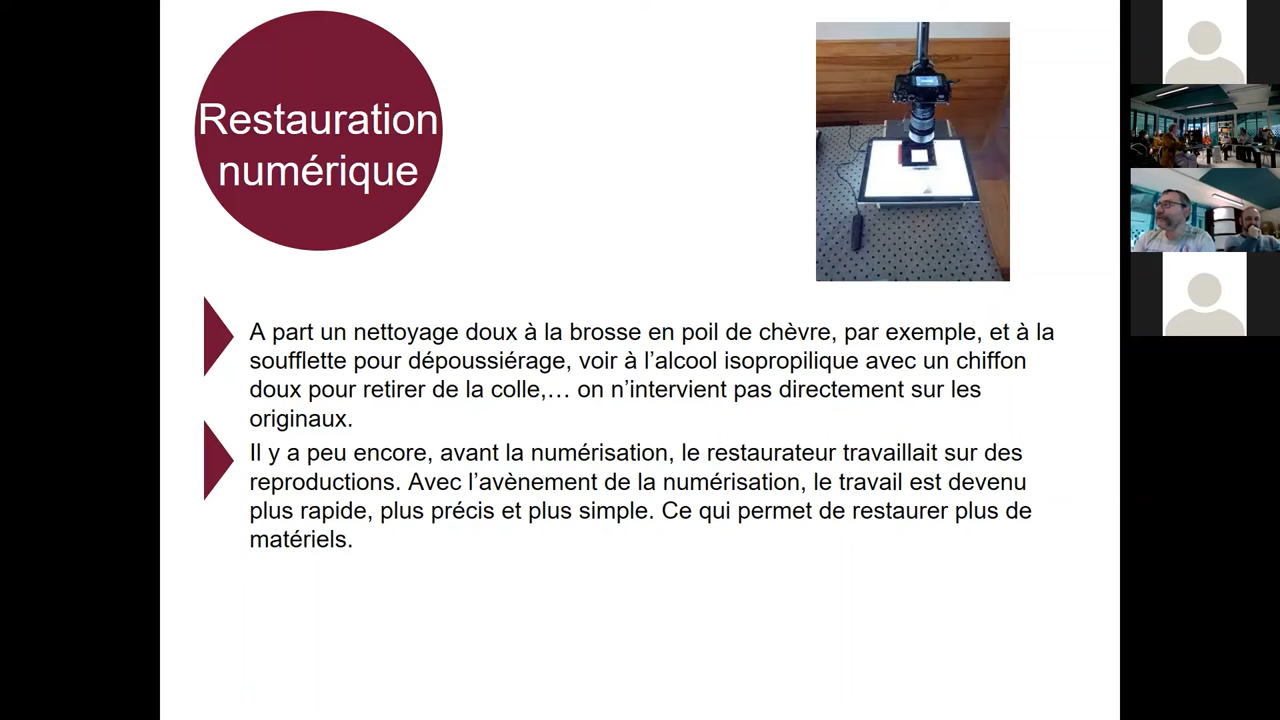 Restauration
numérique
A part un nettoyage doux à la brosse en poil de chèvre, par exemple, et à la
soufflette pour dépoussiérage, voir à l’alcool isopropilique avec un chiffon
doux pour retirer de la colle,… on n’intervient pas directement sur les
originaux.
Il y a peu encore, avant la numérisation, le restaurateur travaillait sur des
reproductions. Avec l’avènement de la numérisation, le travail est devenu
plus rapide, plus précis et plus simple. Ce qui permet de restaurer plus de
matériels.